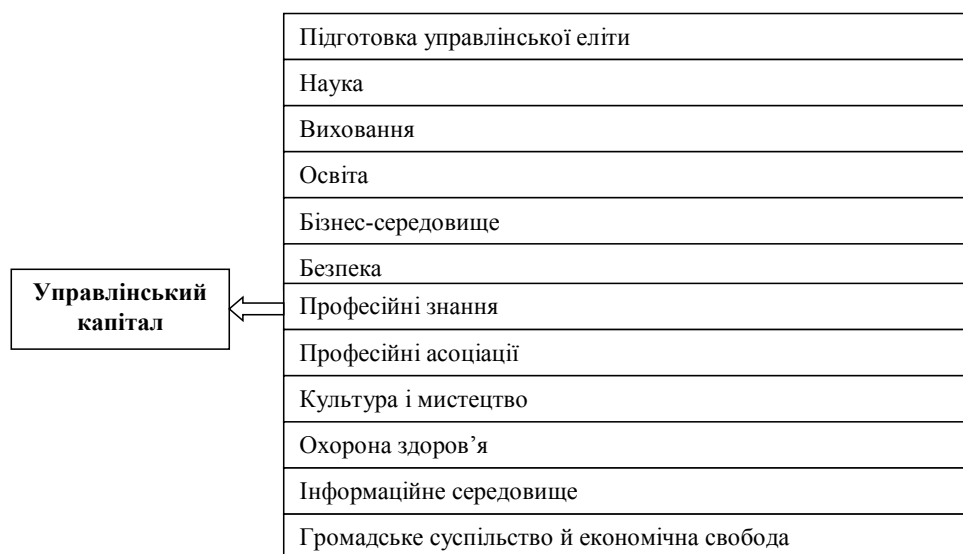 Підготовка управлінської еліти
Наука
Виховання
Освіта
Бізнес-середовище
Безпека
Управлінський
капітал
Професійні знання
Професійні асоціації
Культура і мистецтво
Охорона здоров’я
Інформаційне середовище
Громадське суспільство й економічна свобода